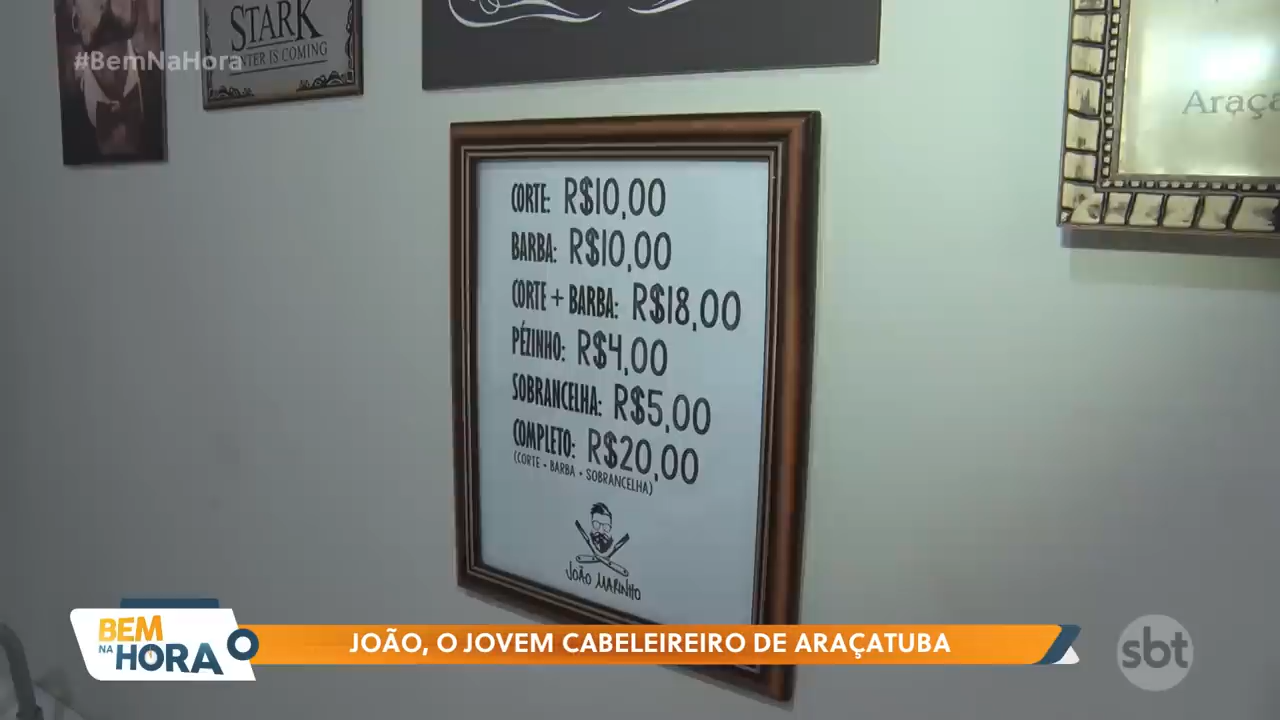 #BemNaHora
STARK
NTER IS COMING
Araça
CORTE: R$10,00
BARBA: R$10,00
CORTE + BARBA: R$18,00
PÉZINHO: R$4,00
SOBRANCELHA: R$5,00
COMPLETO: R$20,00
(CORTE + BARBA + SOBRANCELHA)
JOÃO MARINHO
BEM
NA HORA
JOÃO, O JOVEM CABELEIREIRO DE ARAÇATUBA
sbt